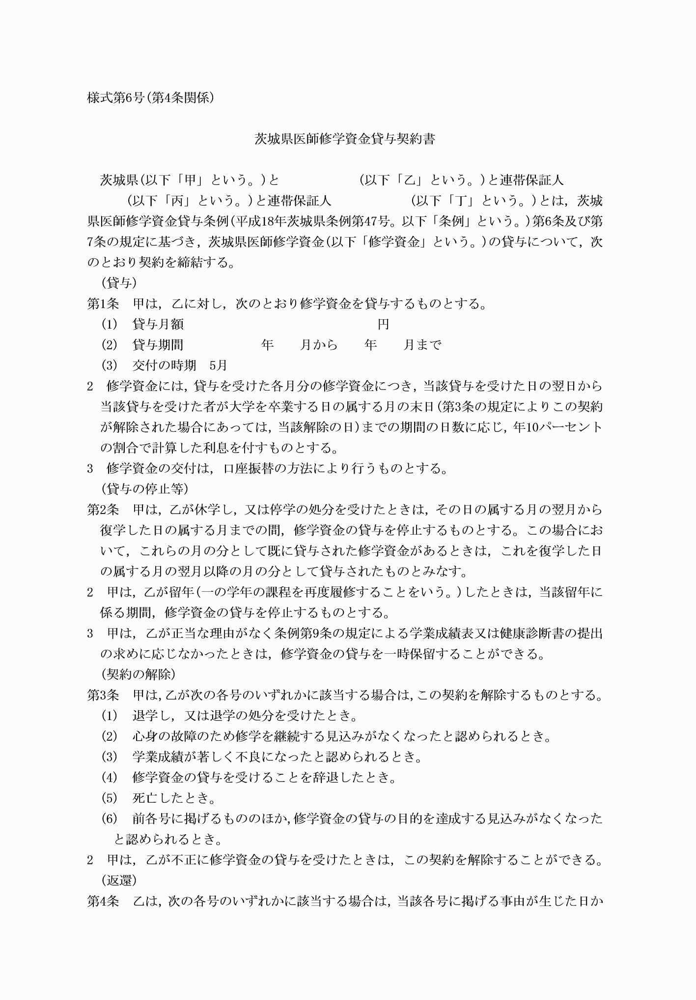 様式第6号(第4条関係)
茨城県医師修学資金貸与契約書
茨城県(以下「甲」という。)と　　　　　　(以下「乙」という。)と連帯保証人
(以下「丙」という。)と連帯保証人　　　　　　(以下「丁」という。)とは，茨城
県医師修学資金貸与条例(平成18年茨城県条例第47号。以下「条例」という。)第6条及び第
7条の規定に基づき，茨城県医師修学資金(以下「修学資金」という。)の貸与について，次
のとおり契約を締結する。
(貸与)
第1条　甲は，乙に対し，次のとおり修学資金を貸与するものとする。
(1)　貸与月額　　　　　　　　　　　　　　　円
(2)　貸与期間　　　　　　年　　月から　　年　　月まで
(3)　交付の時期　5月
2　修学資金には，貸与を受けた各月分の修学資金につき，当該貸与を受けた日の翌日から
当該貸与を受けた者が大学を卒業する日の属する月の末日(第3条の規定によりこの契約
が解除された場合にあっては，当該解除の日)までの期間の日数に応じ，年10パーセント
の割合で計算した利息を付すものとする。
3　修学資金の交付は，口座振替の方法により行うものとする。
(貸与の停止等)
第2条　甲は，乙が休学し，又は停学の処分を受けたときは，その日の属する月の翌月から
復学した日の属する月までの間，修学資金の貸与を停止するものとする。この場合にお
いて，これらの月の分として既に貸与された修学資金があるときは，これを復学した日
の属する月の翌月以降の月の分として貸与されたものとみなす。
2　甲は，乙が留年(一の学年の課程を再度履修することをいう。)したときは，当該留年に
係る期間，修学資金の貸与を停止するものとする。
3　甲は，乙が正当な理由がなく条例第9条の規定による学業成績表又は健康診断書の提出
の求めに応じなかったときは，修学資金の貸与を一時保留することができる。
(契約の解除)
第3条　甲は，乙が次の各号のいずれかに該当する場合は，この契約を解除するものとする。
(1)　退学し，又は退学の処分を受けたとき。
(2)　心身の故障のため修学を継続する見込みがなくなったと認められるとき。
(3)　学業成績が著しく不良になったと認められるとき。
(4)　修学資金の貸与を受けることを辞退したとき。
(5)　死亡したとき。
(6)　前各号に掲げるもののほか，修学資金の貸与の目的を達成する見込みがなくなった
と認められるとき。
2　甲は，乙が不正に修学資金の貸与を受けたときは，この契約を解除することができる。
(返還)
第4条　乙は，次の各号のいずれかに該当する場合は，当該各号に掲げる事由が生じた日か